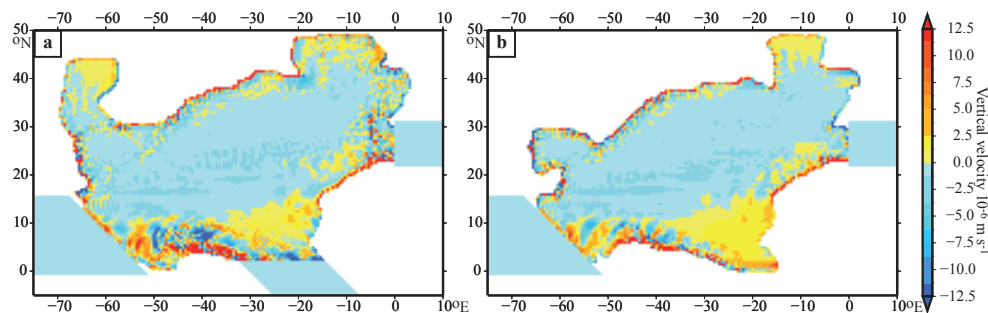 −70 −60 −50 −40 −30 −20 −10 0 10 −70 −60 −50 −40 −30 −20 −10 0 10
50 a 50 b 12.5
oN oN 10.0
40 40 7.5
30 30 5.0
20 20 2.5
10 10 0.0
0 0 −2.5
−5.0
−7.5
−10.0
−12.5
Vertical velocity 10-6 m s-1
−70 −60 −50 −40 −30 −20 −10 0 10oE −70 −60 −50 −40 −30 −20 −10 0 10oE